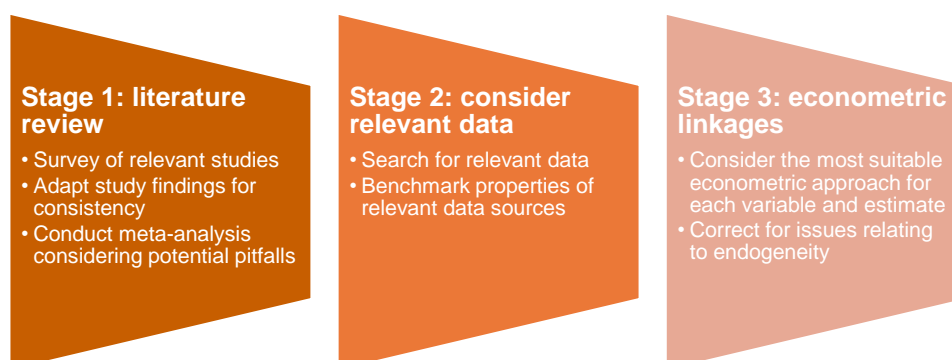 Stage 1: literature
review
• Survey of relevant studies
• Adapt study findings for
consistency
• Conduct meta-analysis
considering potential pitfalls
Stage 2: consider
relevant data
• Search for relevant data
• Benchmark properties of
relevant data sources
Stage 3: econometric
linkages
• Consider the most suitable
econometric approach for
each variable and estimate
• Correct for issues relating
to endogeneity